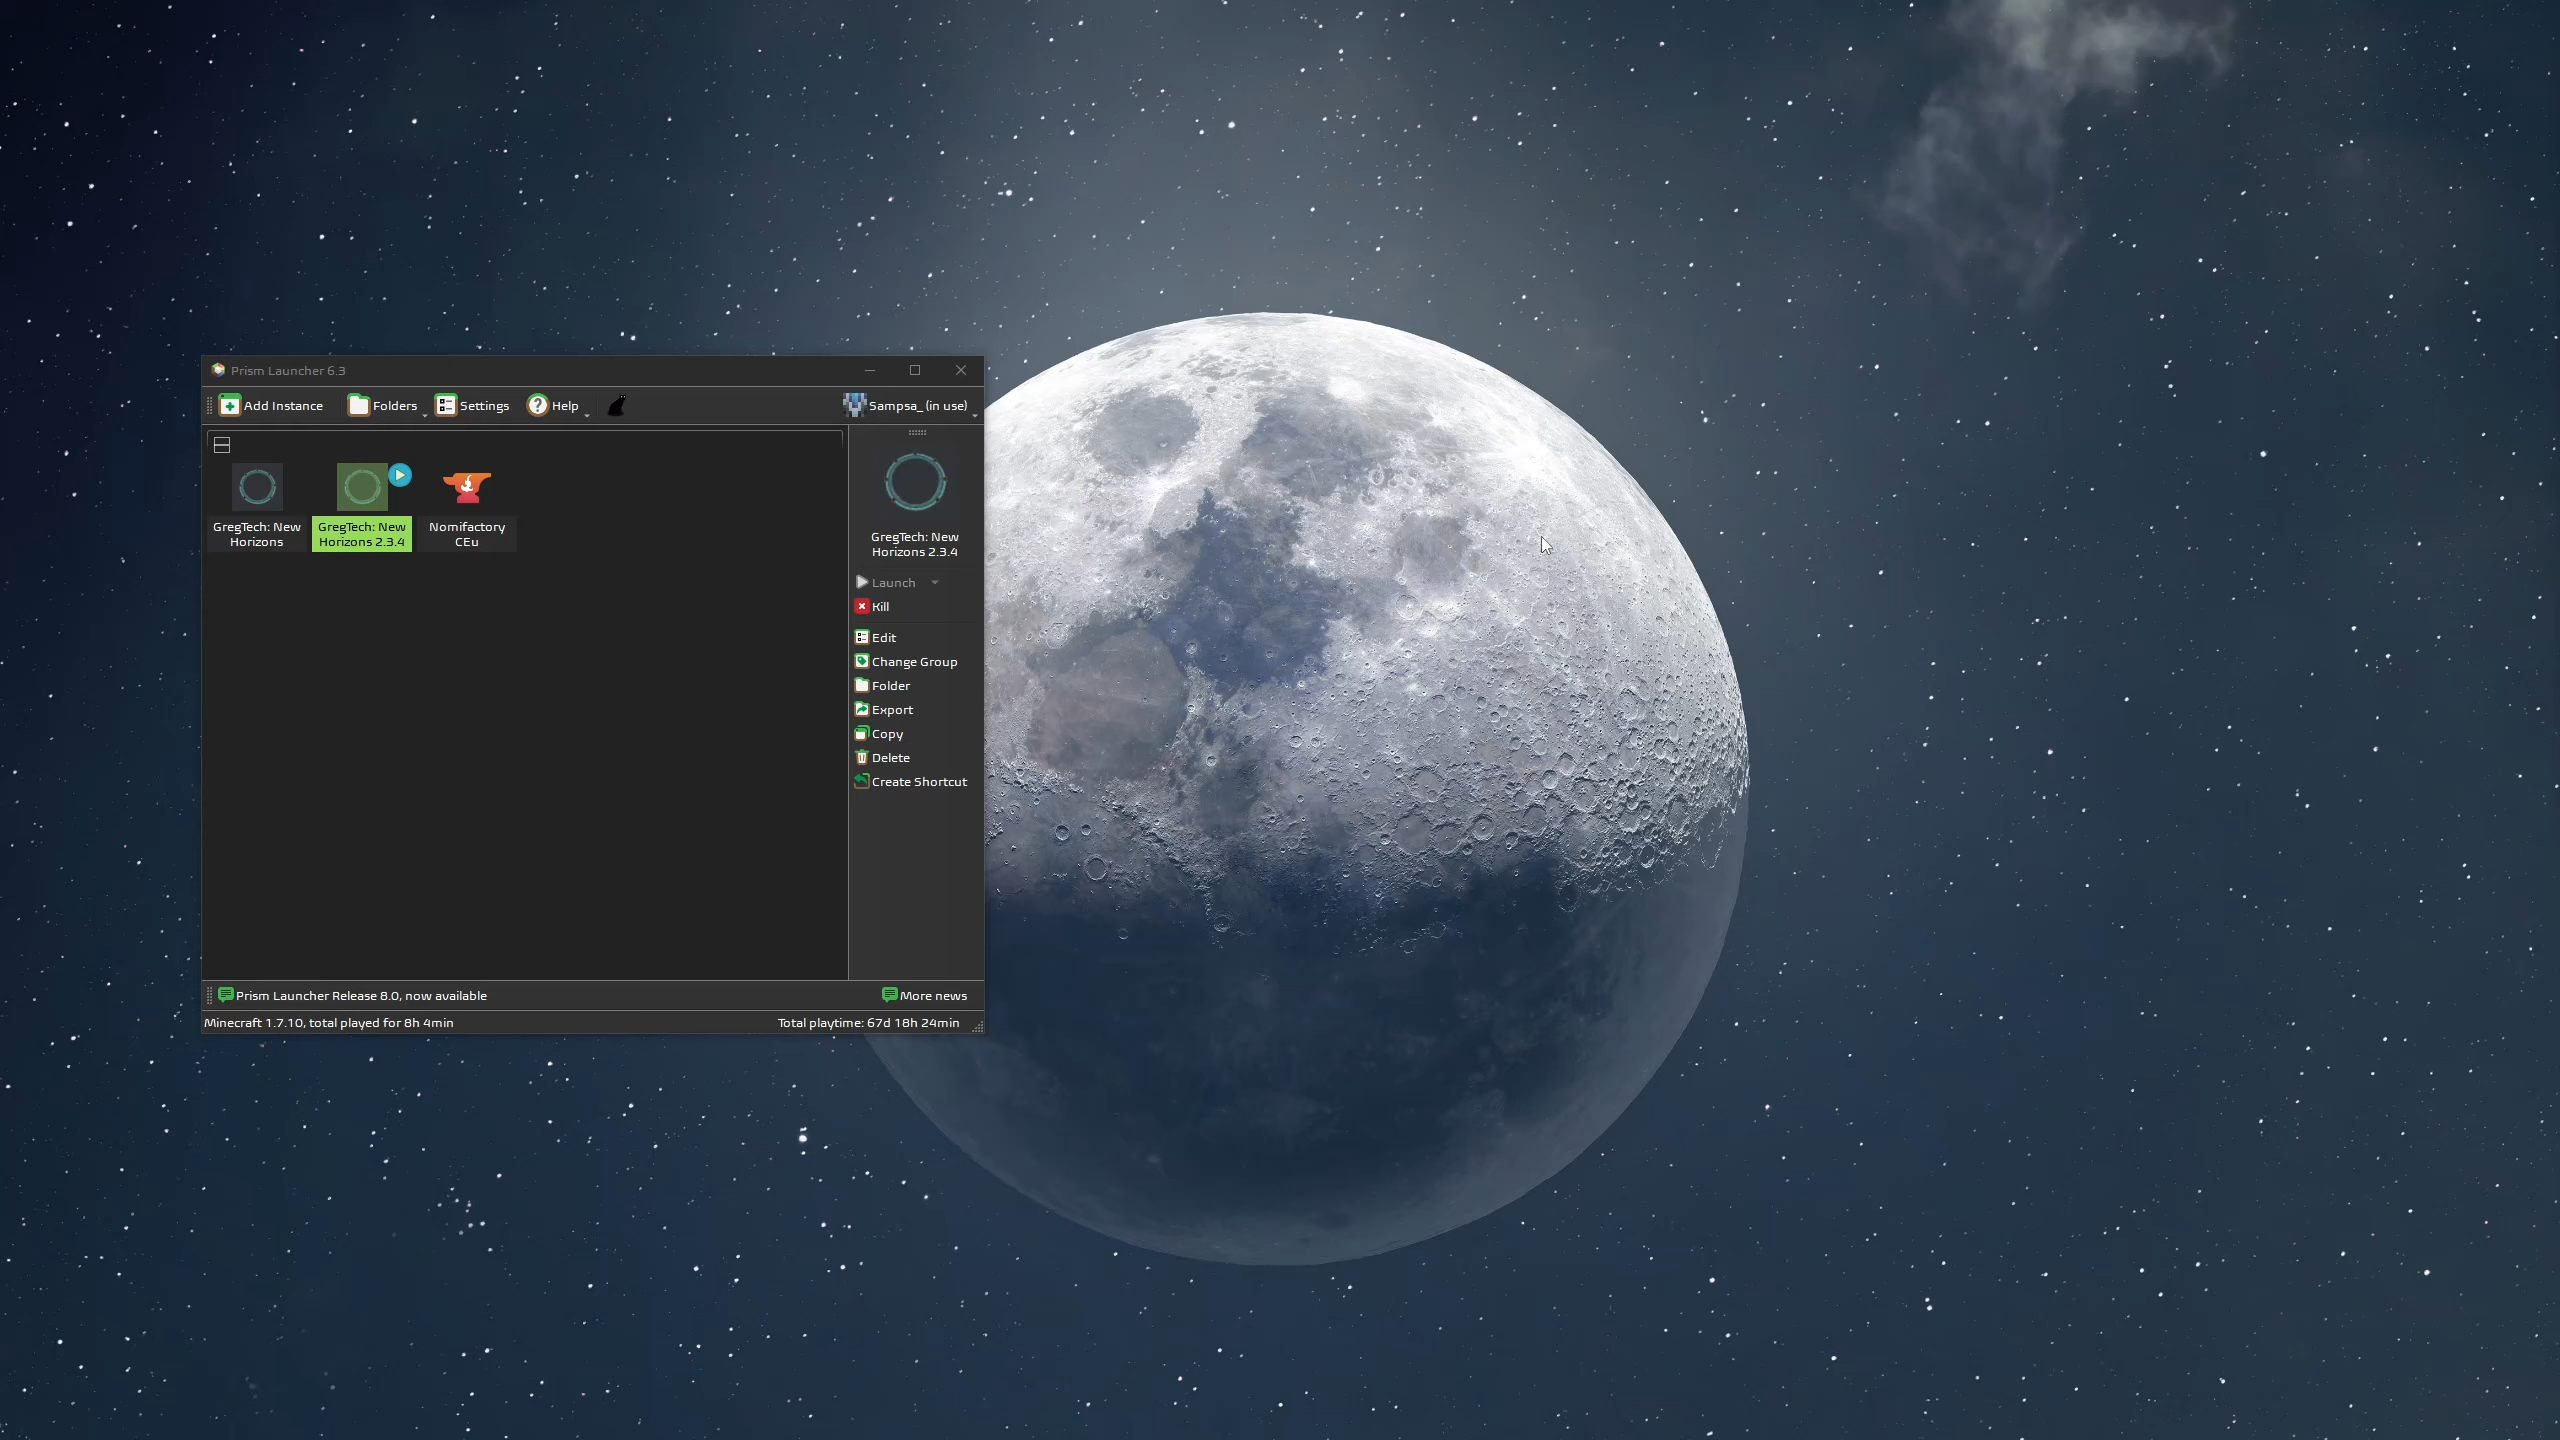 Prism Launcher 6.3
Add Instance
Folders
Settings
Help
Sampsa_ (in use)
GregTech: New
Horizons
GregTech: New
Horizons 2.3.4
Nomifactory
CEu
GregTech: New
Horizons 2.3.4
Launch
Kill
Edit
Change Group
Folder
Export
Copy
Delete
Create Shortcut
Prism Launcher Release 8.0, now available
More news
Minecraft 1.7.10, total played for 8h 4min
Total playtime: 67d 18h 24min